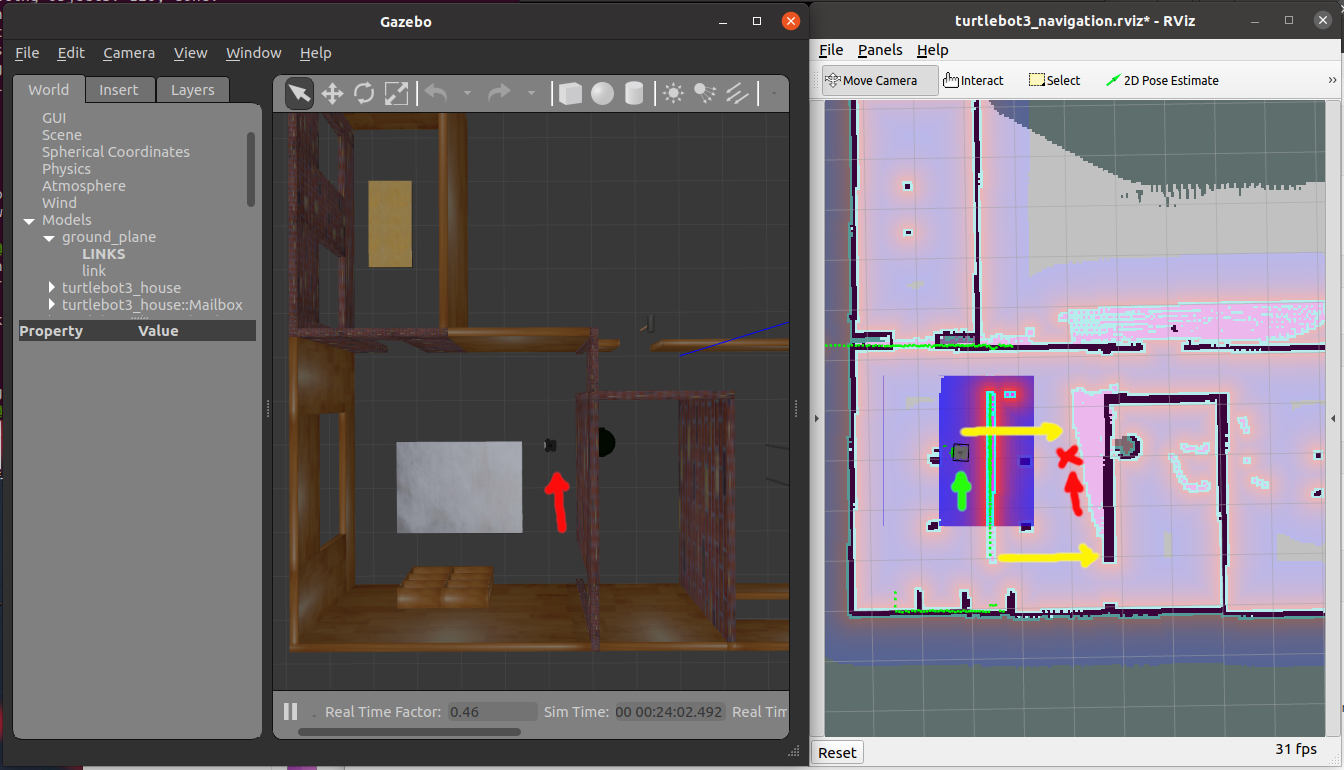 Gazebo
File Edit Camera View Window Help
World Insert Layers
GUI
Scene
Spherical Coordinates
Physics
Atmosphere
Wind
Models
ground_plane
LINKS
link
turtlebot3_house
turtlebot3_house::Mailbox
Property Value
Real Time Factor: 0.46 Sim Time: 00 00:24:02.492 Real Tim
turtlebot3_navigation.rviz* - RViz
File Panels Help
Move Camera Interact Select 2D Pose Estimate
Reset 31 fps